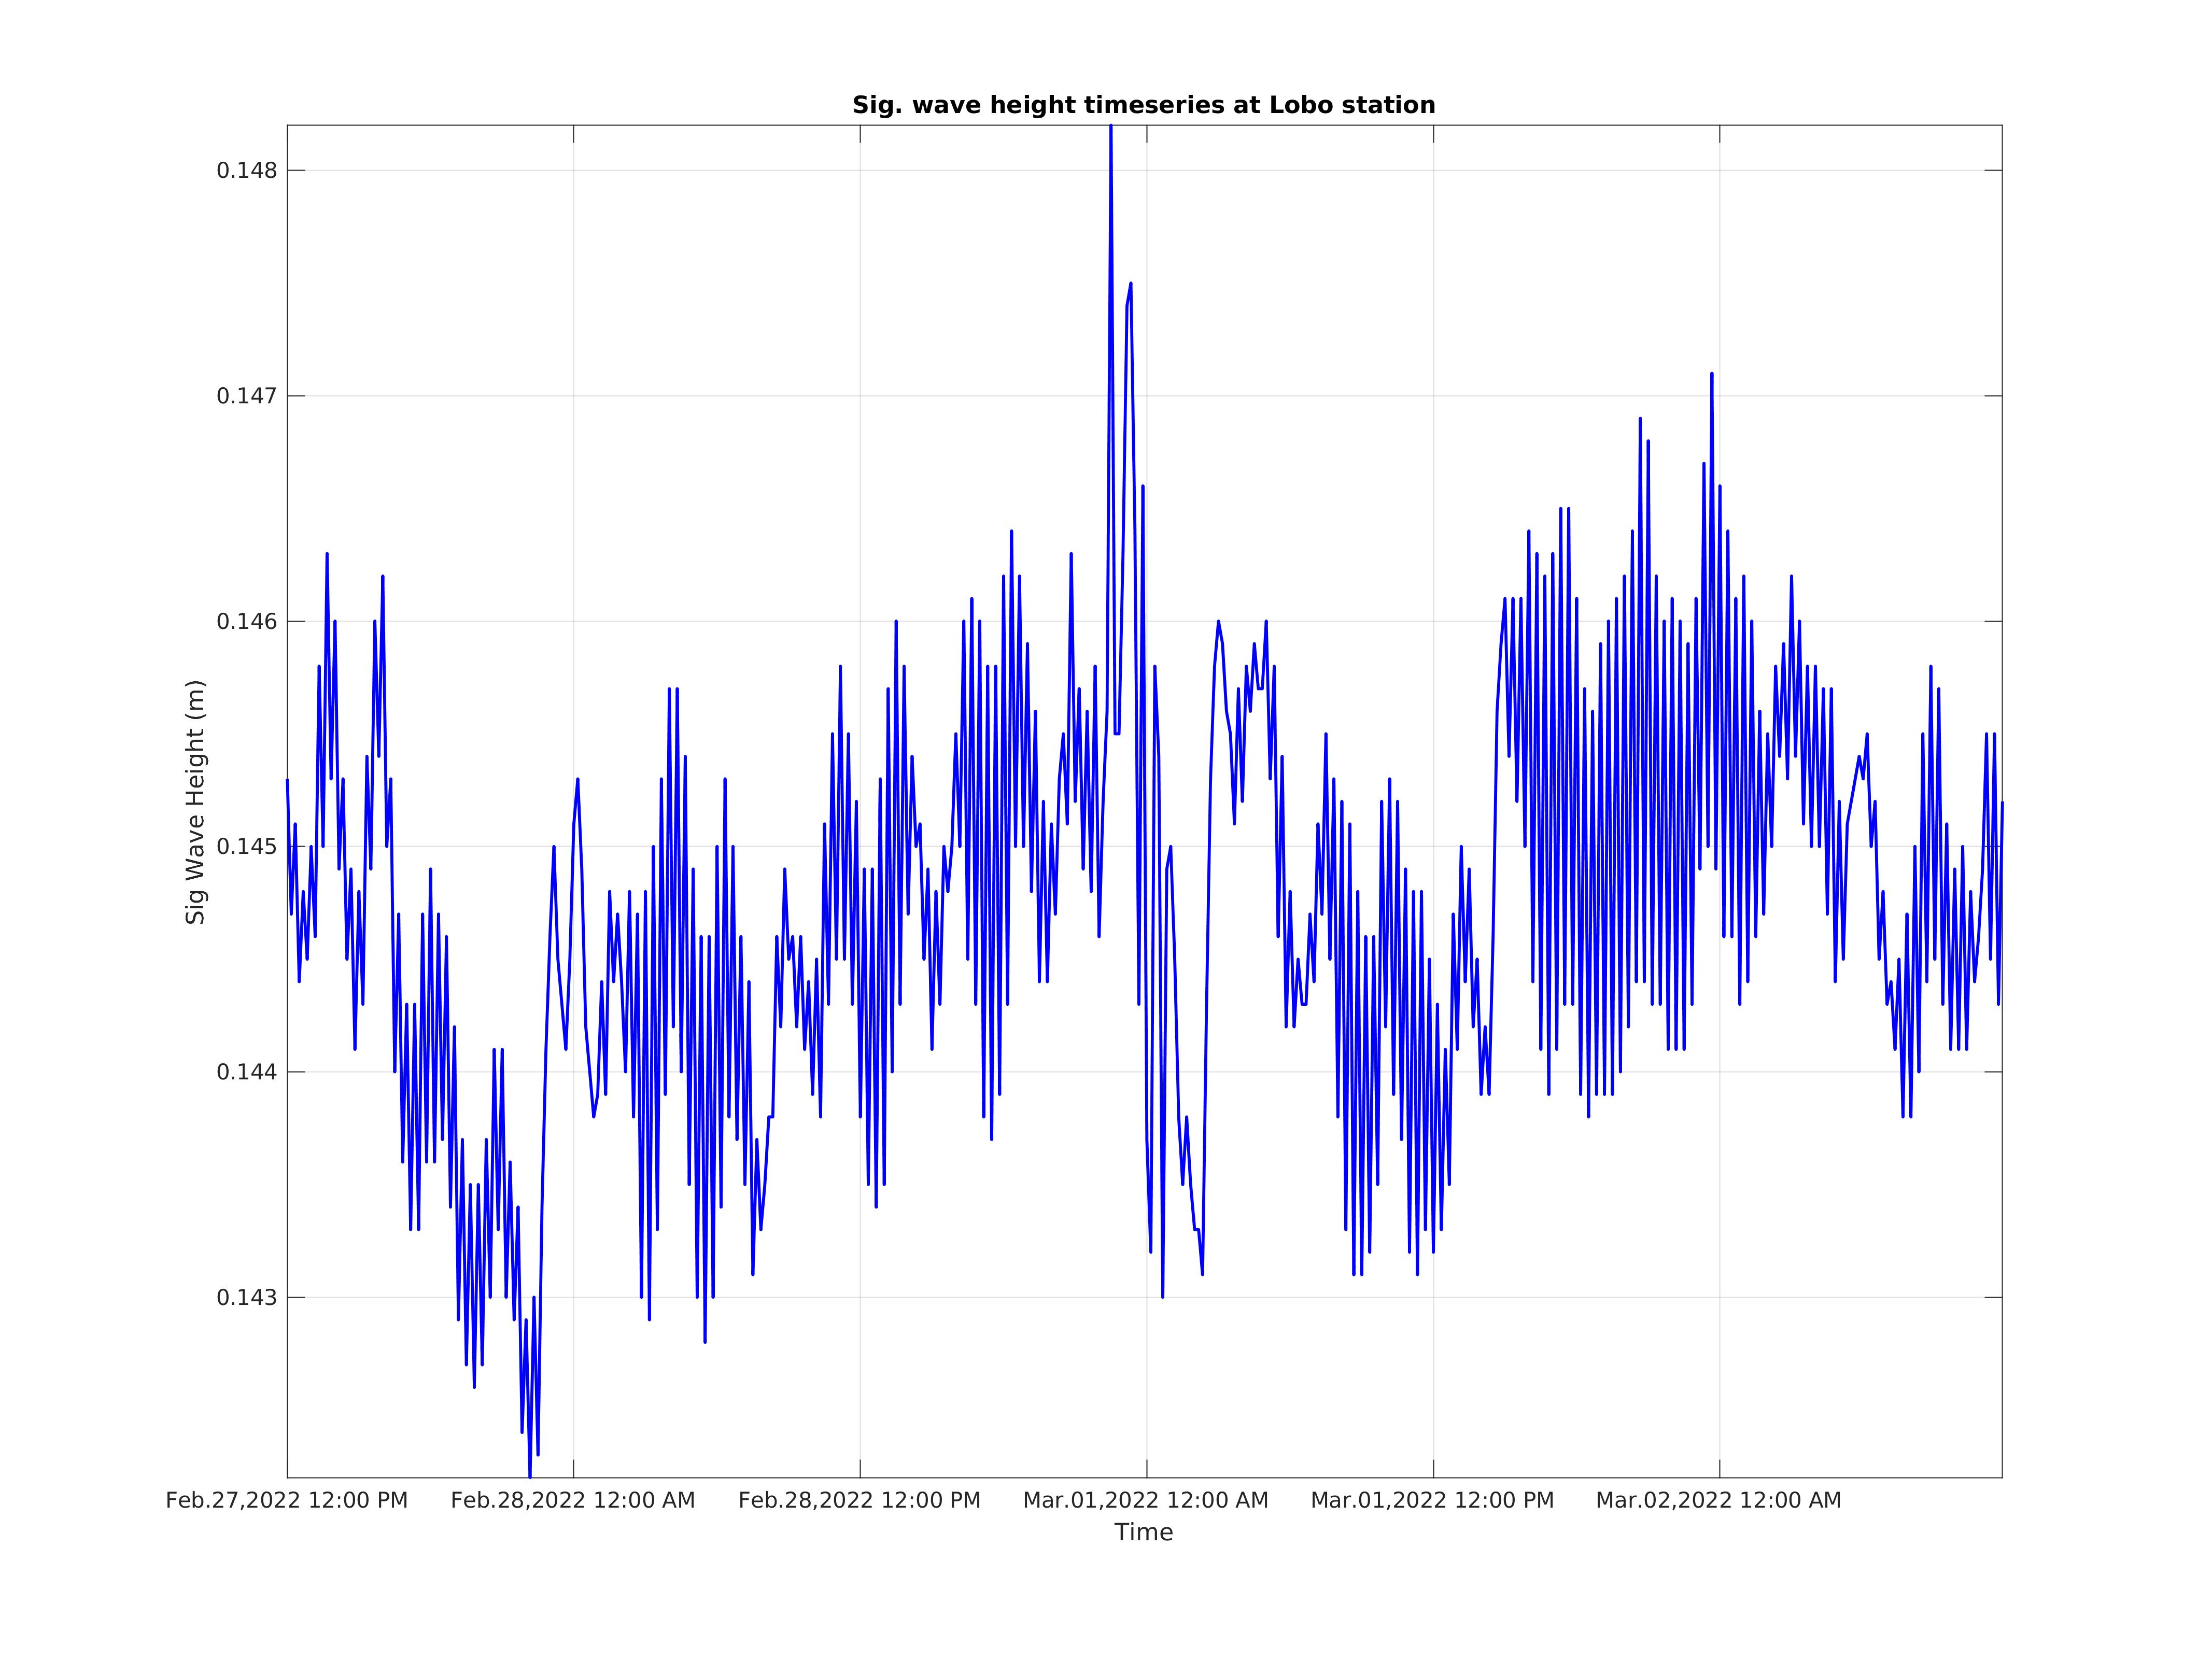 Sig. wave height timeseries at Lobo station
0.148
0.147
0.146
0.145
0.144
0.143
Sig Wave Height (m)
Feb.27,2022 12:00 PM Feb.28,2022 12:00 AM Feb.28,2022 12:00 PM Mar.01,2022 12:00 AM Mar.01,2022 12:00 PM Mar.02,2022 12:00 AM
Time